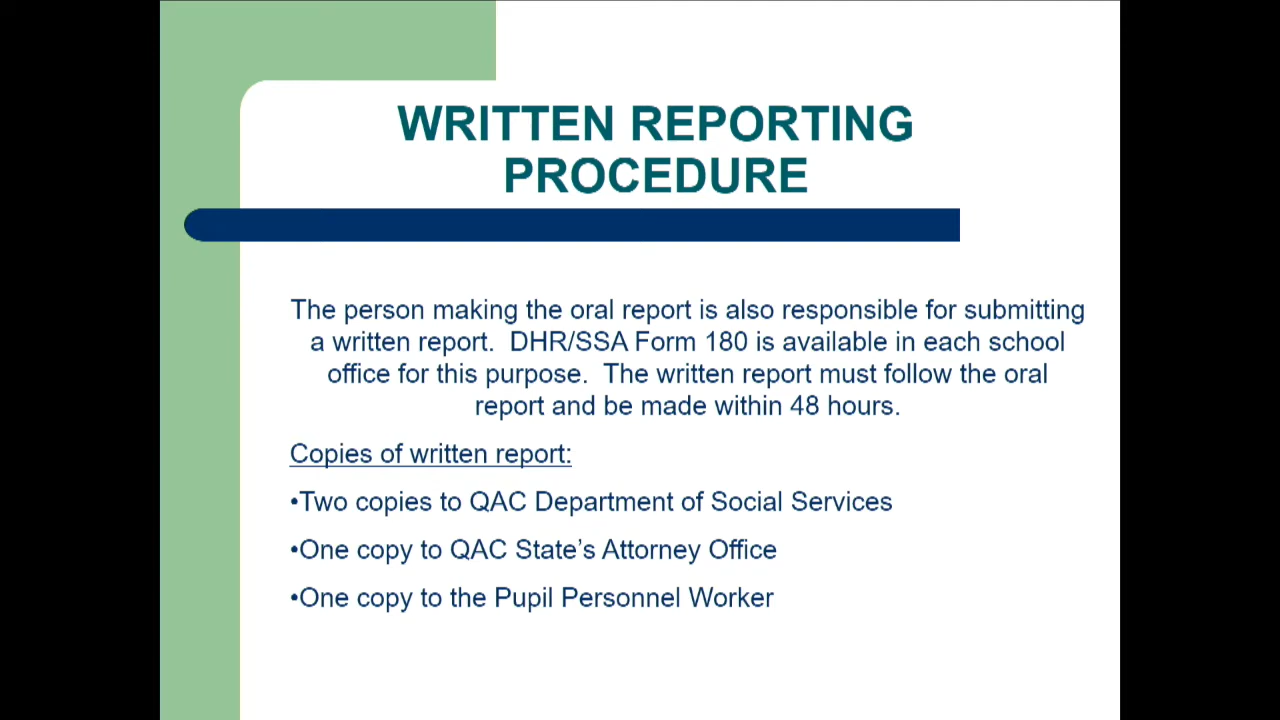 WRITTEN REPORTING
PROCEDURE
The person making the oral report is also responsible for submitting
a written report.  DHR/SSA Form 180 is available in each school
office for this purpose.  The written report must follow the oral
report and be made within 48 hours.
Copies of written report:
•Two copies to QAC Department of Social Services
•One copy to QAC State’s Attorney Office
•One copy to the Pupil Personnel Worker